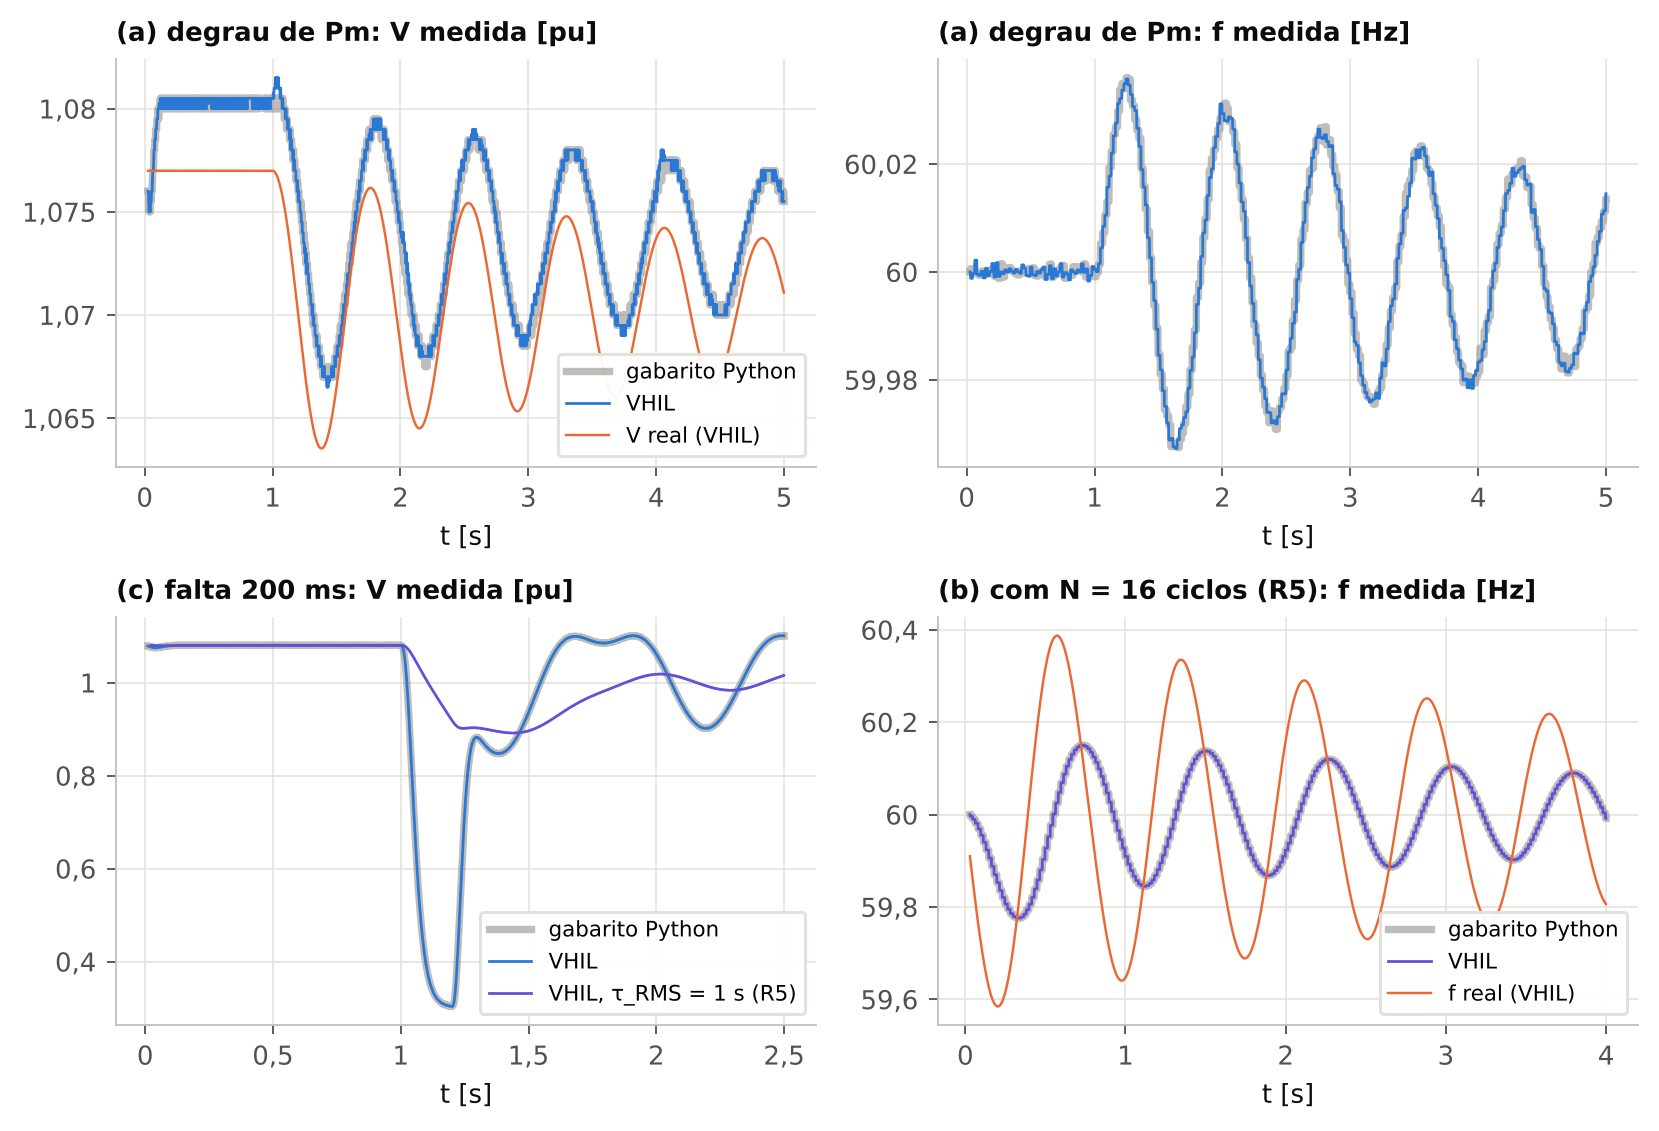 (a) degrau de Pm: V medida [pu]
1,08
1,075
1,07
1,065
gabarito Python
VHIL
V real (VHIL)
0 1 2 3 4 5
t [s]
(a) degrau de Pm: f medida [Hz]
60,02
60
59,98
0 1 2 3 4 5
t [s]
(c) falta 200 ms: V medida [pu]
1
0,8
0,6
0,4
gabarito Python
VHIL
VHIL, τ_RMS = 1 s (R5)
0 0,5 1 1,5 2 2,5
t [s]
(b) com N = 16 ciclos (R5): f medida [Hz]
60,4
60,2
60
59,8
59,6
gabarito Python
VHIL
f real (VHIL)
0 1 2 3 4
t [s]